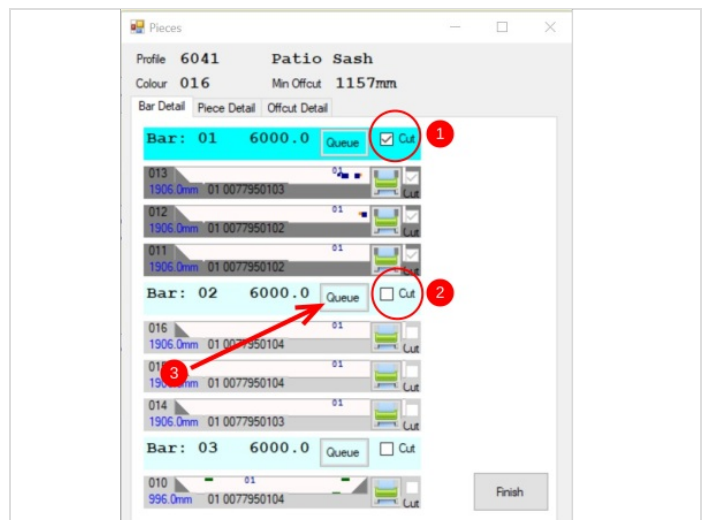 Pieces
Profile 6041 Patio Sash
Colour 016 Min Offcut 1157mm
Bar Detail Piece Detail Offcut Detail
Bar: 01 6000.0 Queue Cut 1
013 01
1906.0mm 01 0077950103 Cut
012 01
1906.0mm 01 0077950102 Cut
011 01
1906.0mm 01 0077950102 Cut
Bar: 02 6000.0 Queue Cut 2
016 01
1906.0mm 01 0077950104 Cut
3
01
01 0077950104 Cut
014 01
1906.0mm 01 0077950103 Cut
Bar: 03 6000.0 Queue Cut
010 01
996.0mm 01 0077950104 Cut
Finish